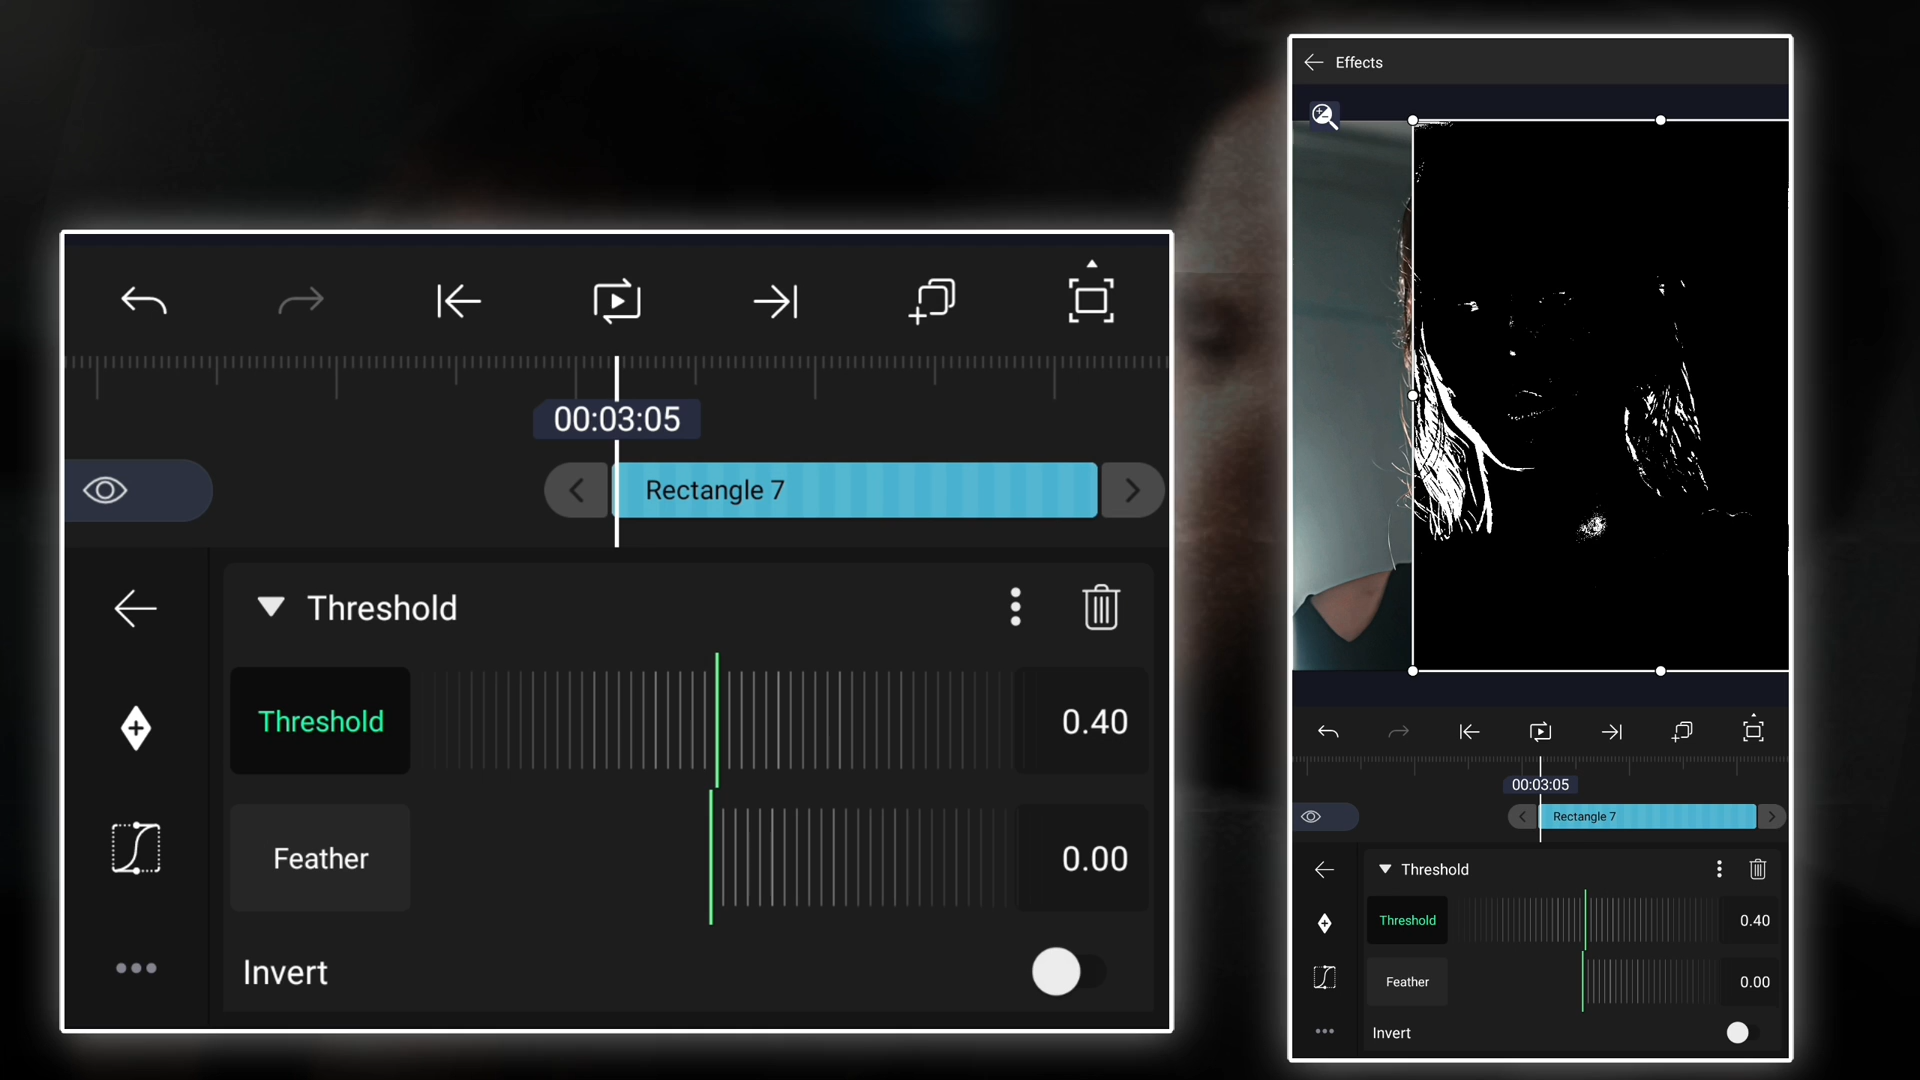 00:03:05
Rectangle 7
Threshold
Threshold 0.40
Feather 0.00
Invert
Effects
00:03:05
Rectangle 7
Threshold
Threshold 0.40
Feather 0.00
Invert